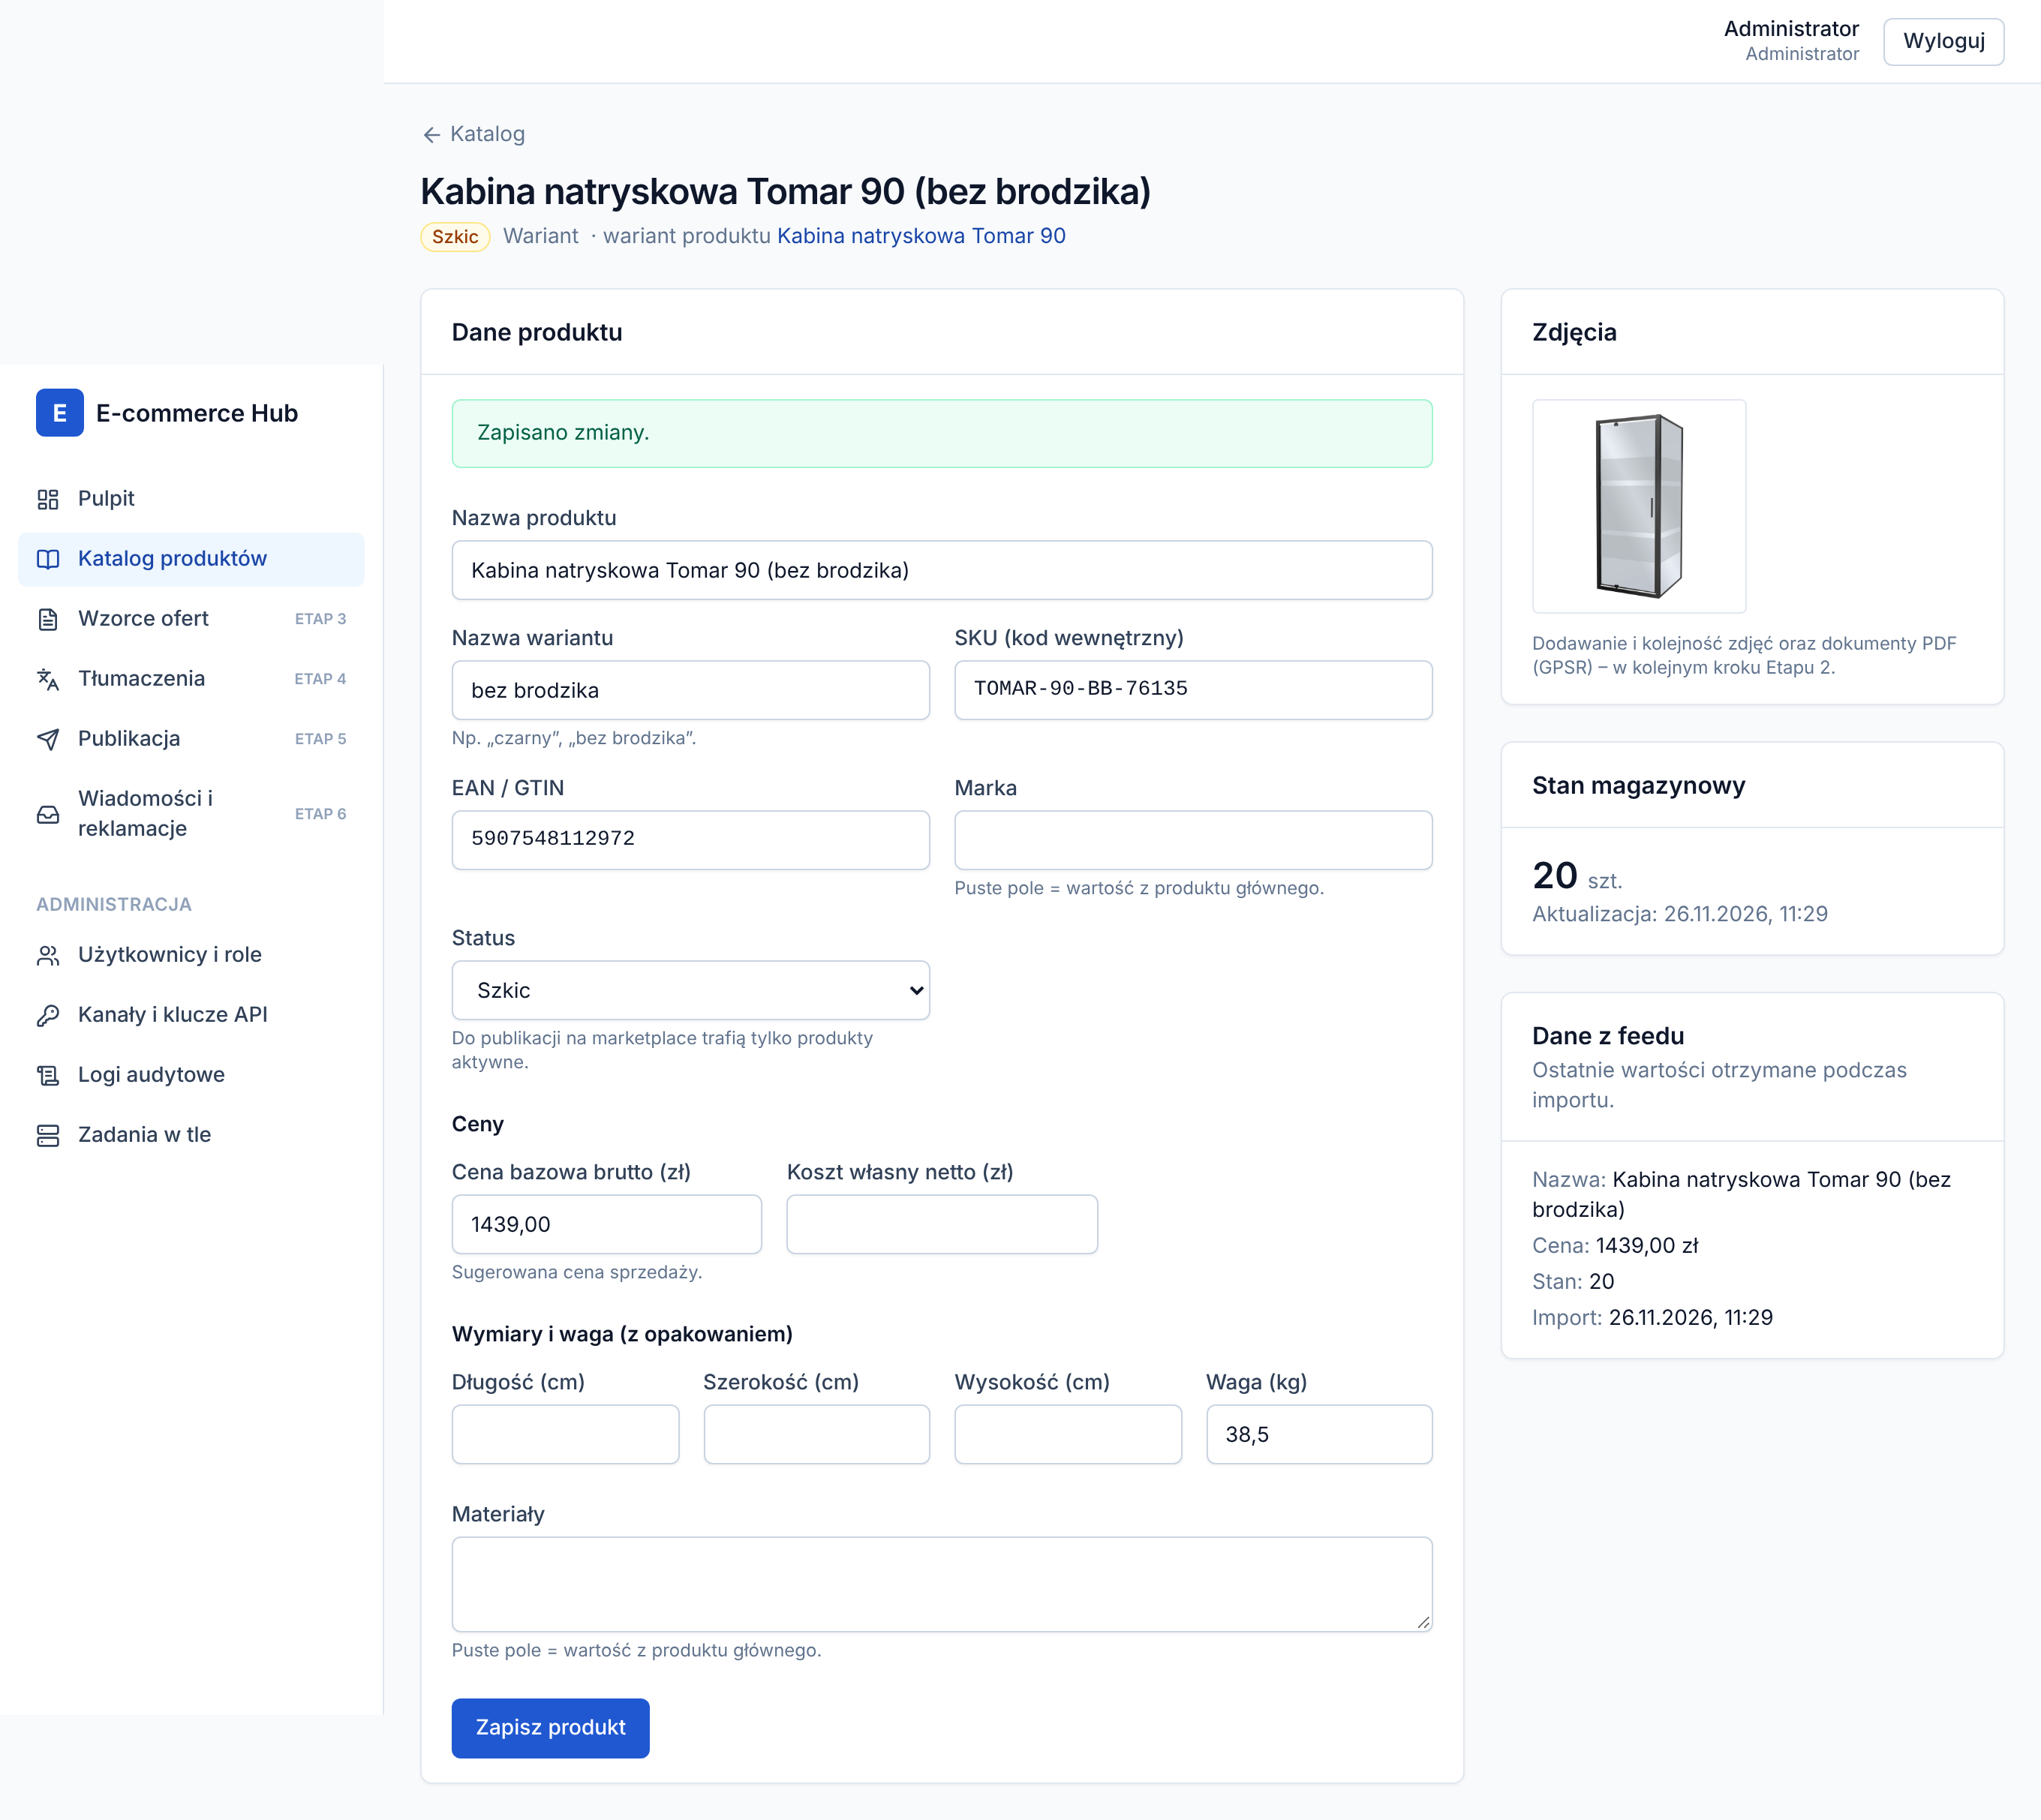 Administrator
Administrator
Wyloguj
Katalog
Kabina natryskowa Tomar 90 (bez brodzika)
Szkic Wariant · wariant produktu Kabina natryskowa Tomar 90
E E-commerce Hub
Pulpit
Katalog produktów
Wzorce ofert ETAP 3
Tłumaczenia ETAP 4
Publikacja ETAP 5
Wiadomości i
reklamacje ETAP 6
ADMINISTRACJA
Użytkownicy i role
Kanały i klucze API
Logi audytowe
Zadania w tle
Dane produktu
Zapisano zmiany.
Nazwa produktu
Kabina natryskowa Tomar 90 (bez brodzika)
Nazwa wariantu SKU (kod wewnętrzny)
bez brodzika TOMAR-90-BB-76135
Np. „czarny”, „bez brodzika”.
EAN / GTIN Marka
5907548112972
Puste pole = wartość z produktu głównego.
Status
Szkic
Do publikacji na marketplace trafią tylko produkty
aktywne.
Ceny
Cena bazowa brutto (zł) Koszt własny netto (zł)
1439,00
Sugerowana cena sprzedaży.
Wymiary i waga (z opakowaniem)
Długość (cm) Szerokość (cm) Wysokość (cm) Waga (kg)
38,5
Materiały
Puste pole = wartość z produktu głównego.
Zapisz produkt
Zdjęcia
Dodawanie i kolejność zdjęć oraz dokumenty PDF
(GPSR) – w kolejnym kroku Etapu 2.
Stan magazynowy
20 szt.
Aktualizacja: 26.11.2026, 11:29
Dane z feedu
Ostatnie wartości otrzymane podczas
importu.
Nazwa: Kabina natryskowa Tomar 90 (bez
brodzika)
Cena: 1439,00 zł
Stan: 20
Import: 26.11.2026, 11:29